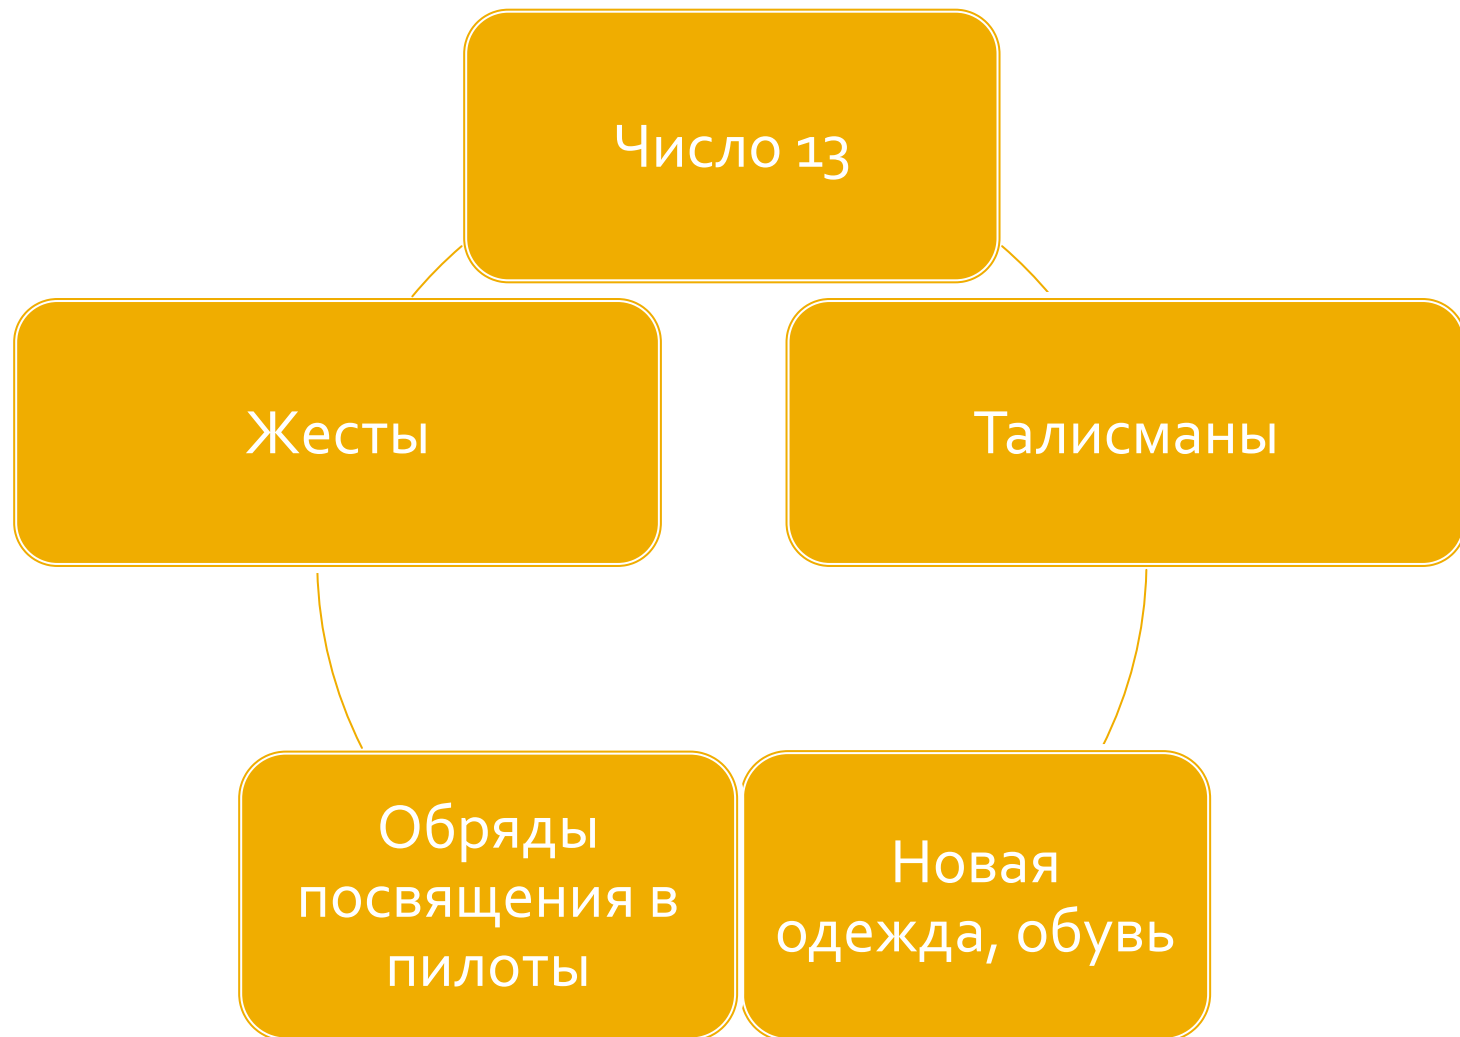 Число 13
Жесты
Талисманы
Обряды
посвящения в
пилоты
Новая
одежда, обувь